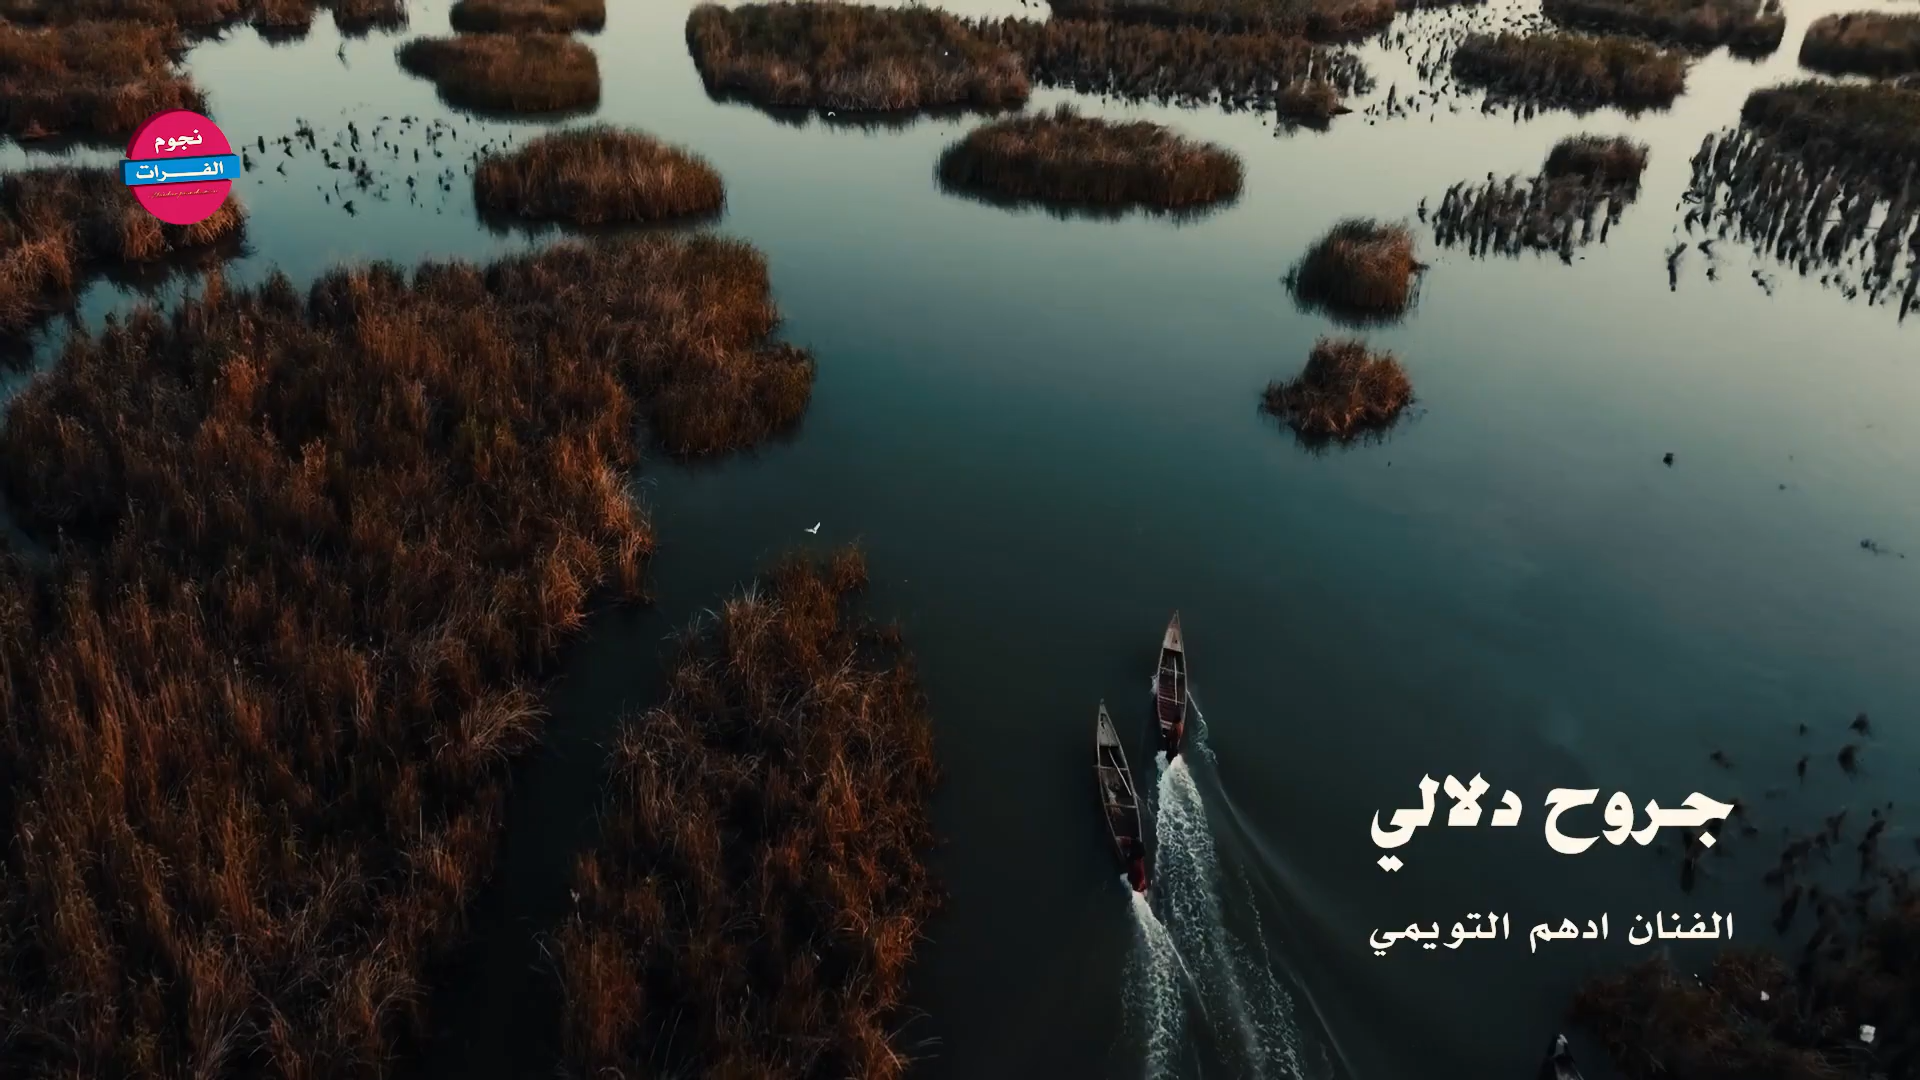 نجوم
الفرات
جروح دلالي
الفنان ادهم التويمي